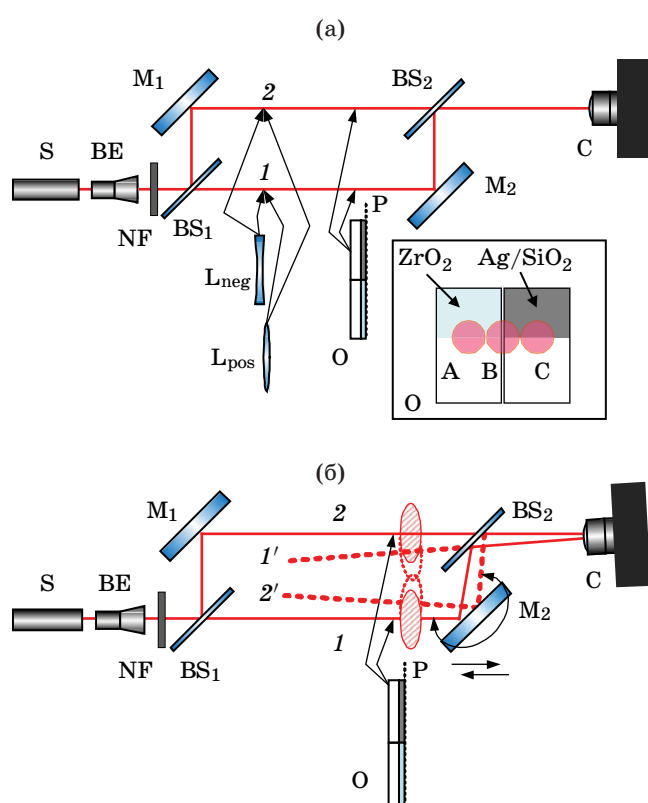 (а)
M₁
BS₂
2
S
BE
C
1
P
M₂
NF
BS₁
Lneg
ZrO₂
Ag/SiO₂
Lpos
O
A
B
C
O
(б)
M₁
2
BS₂
1′
S
BE
C
2′
M₂
1
NF
BS₁
P
O